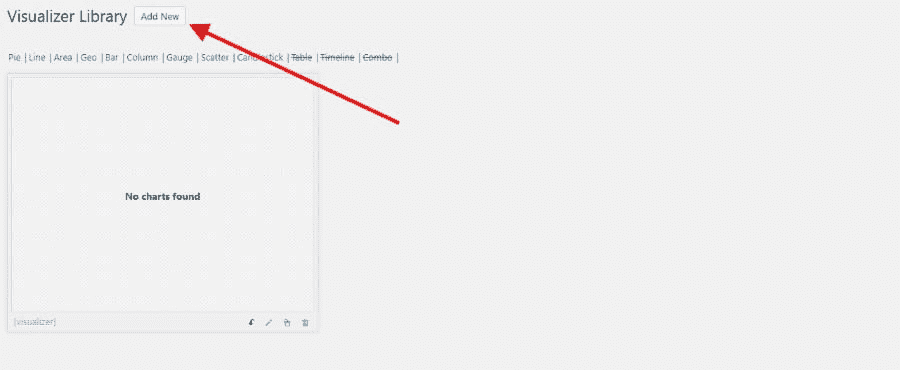 Visualizer Library Add New
Pie | Line | Area | Geo | Bar | Column | Gauge | Scatter | Candlestick | Table | Timeline | Combo |
No charts found
[visualizer]